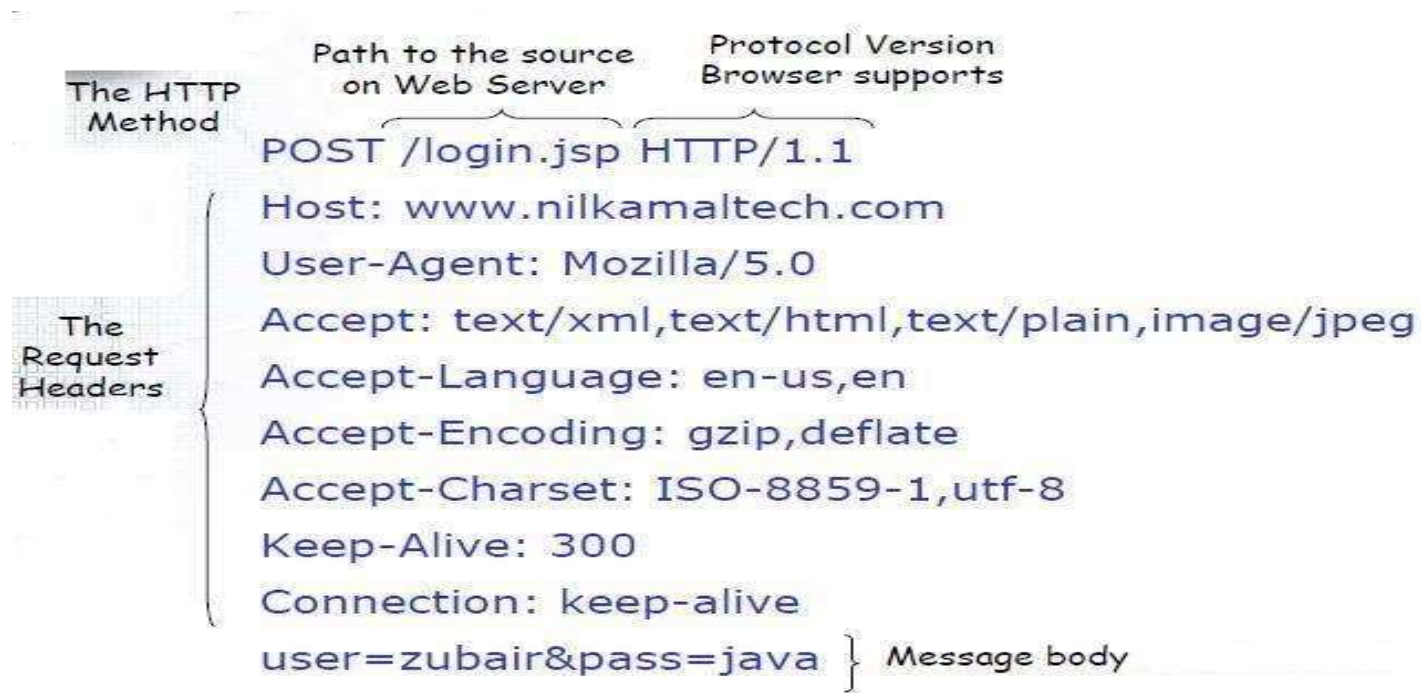 Path to the source
on Web Server
Protocol Version
Browser supports
The HTTP
Method
POST /login.jsp HTTP/1.1
The
Request
Headers
Host: www.nilkamaltech.com
User-Agent: Mozilla/5.0
Accept: text/xml,text/html,text/plain,image/jpeg
Accept-Language: en-us,en
Accept-Encoding: gzip,deflate
Accept-Charset: ISO-8859-1,utf-8
Keep-Alive: 300
Connection: keep-alive
user=zubair&pass=java
Message body